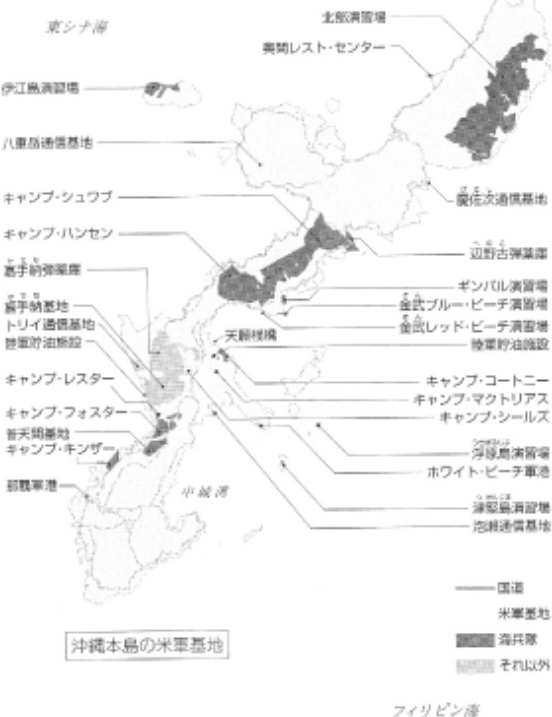 東シナ海
北部演習場
奥間レスト・センター
伊江島演習場
八重岳通信基地
キャンプ・シュワブ
慶佐次通信基地
キャンプ・ハンセン
辺野古弾薬庫
嘉手納弾薬庫
ギンバル演習場
嘉手納基地
金武ブルー・ビーチ演習場
トリイ通信基地
金武レッド・ビーチ演習場
天願桟橋
陸軍貯油施設
陸軍貯油施設
キャンプ・レスター
キャンプ・コートニー
キャンプ・マクトリアス
キャンプ・フォスター
キャンプ・シールズ
普天間基地
キャンプ・キンザー
浮原島演習場
ホワイト・ビーチ軍港
那覇軍港
中城湾
津堅島演習場
泡瀬通信基地
国道
米軍基地
海兵隊
それ以外
沖縄本島の米軍基地
フィリピン海